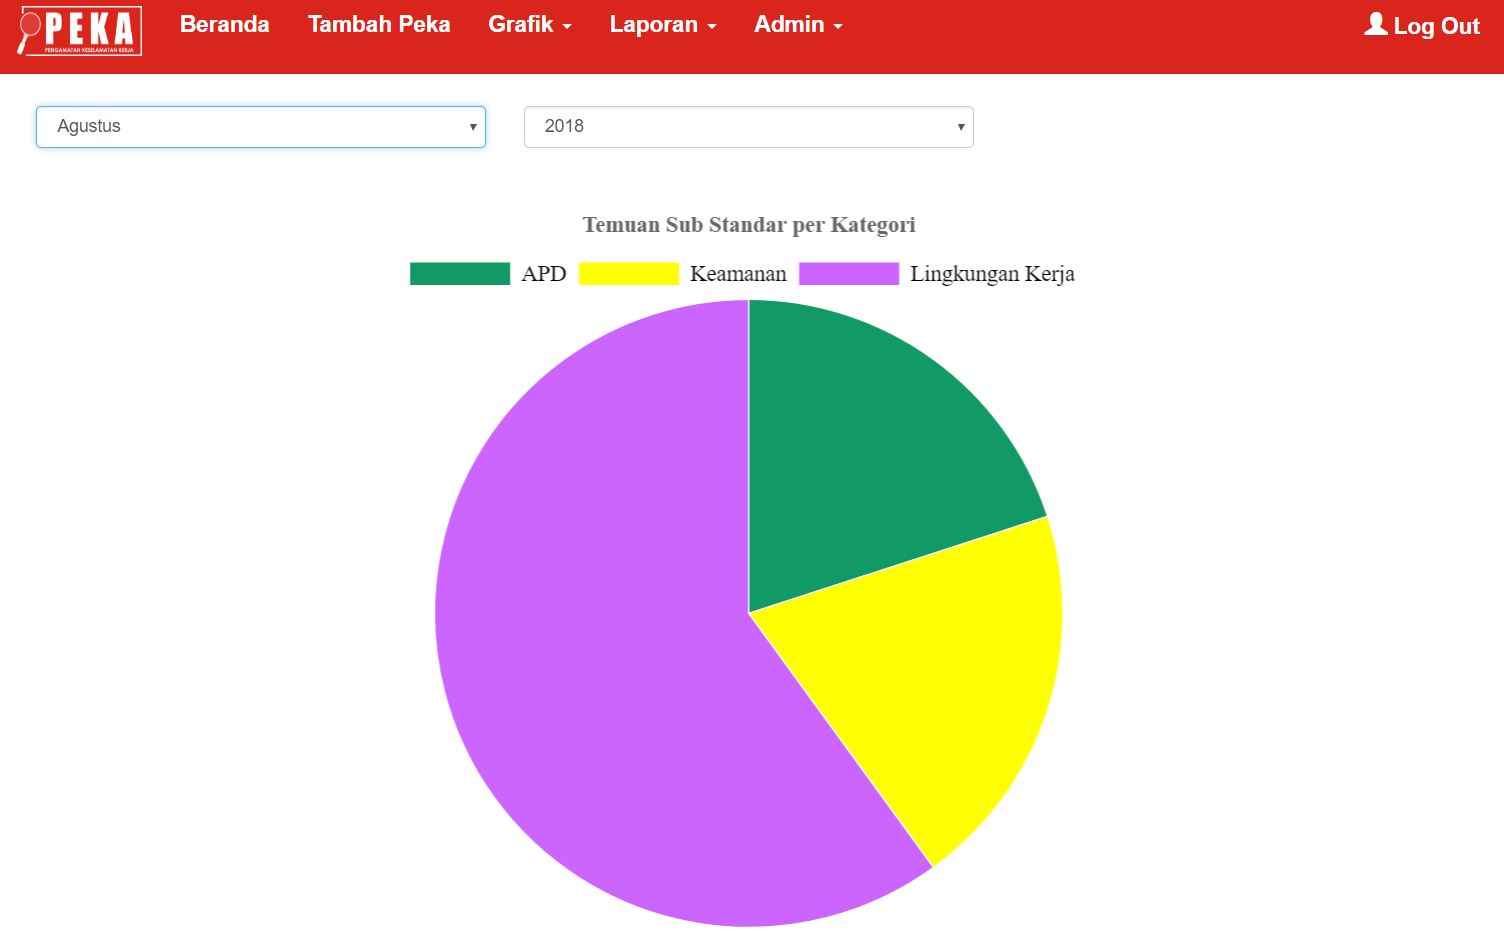 PEKA
PENGAMATAN KESELAMATAN KERJA
Beranda Tambah Peka Grafik Laporan Admin Log Out
Agustus 2018
Temuan Sub Standar per Kategori
APD Keamanan Lingkungan Kerja